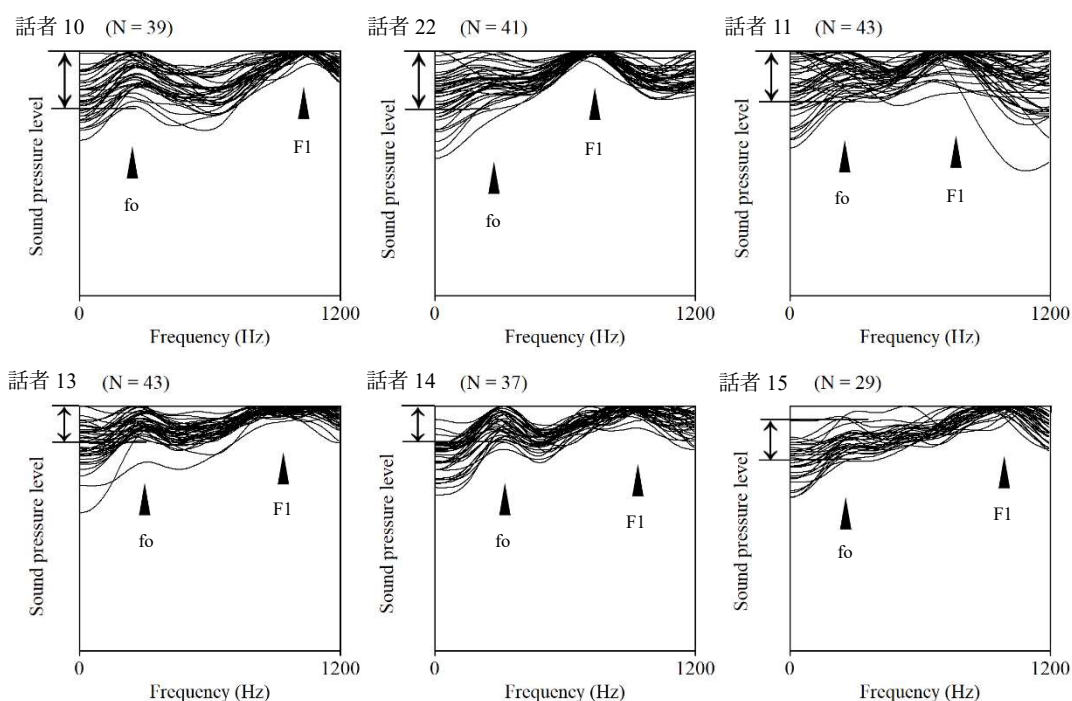 話者 10 (N = 39)
Sound pressure level
fo
F1
0
1200
Frequency (Hz)
話者 22 (N = 41)
Sound pressure level
fo
F1
0
1200
Frequency (Hz)
話者 11 (N = 43)
Sound pressure level
fo
F1
0
1200
Frequency (Hz)
話者 13 (N = 43)
Sound pressure level
fo
F1
0
1200
Frequency (Hz)
話者 14 (N = 37)
Sound pressure level
fo
F1
0
1200
Frequency (Hz)
話者 15 (N = 29)
Sound pressure level
fo
F1
0
1200
Frequency (Hz)